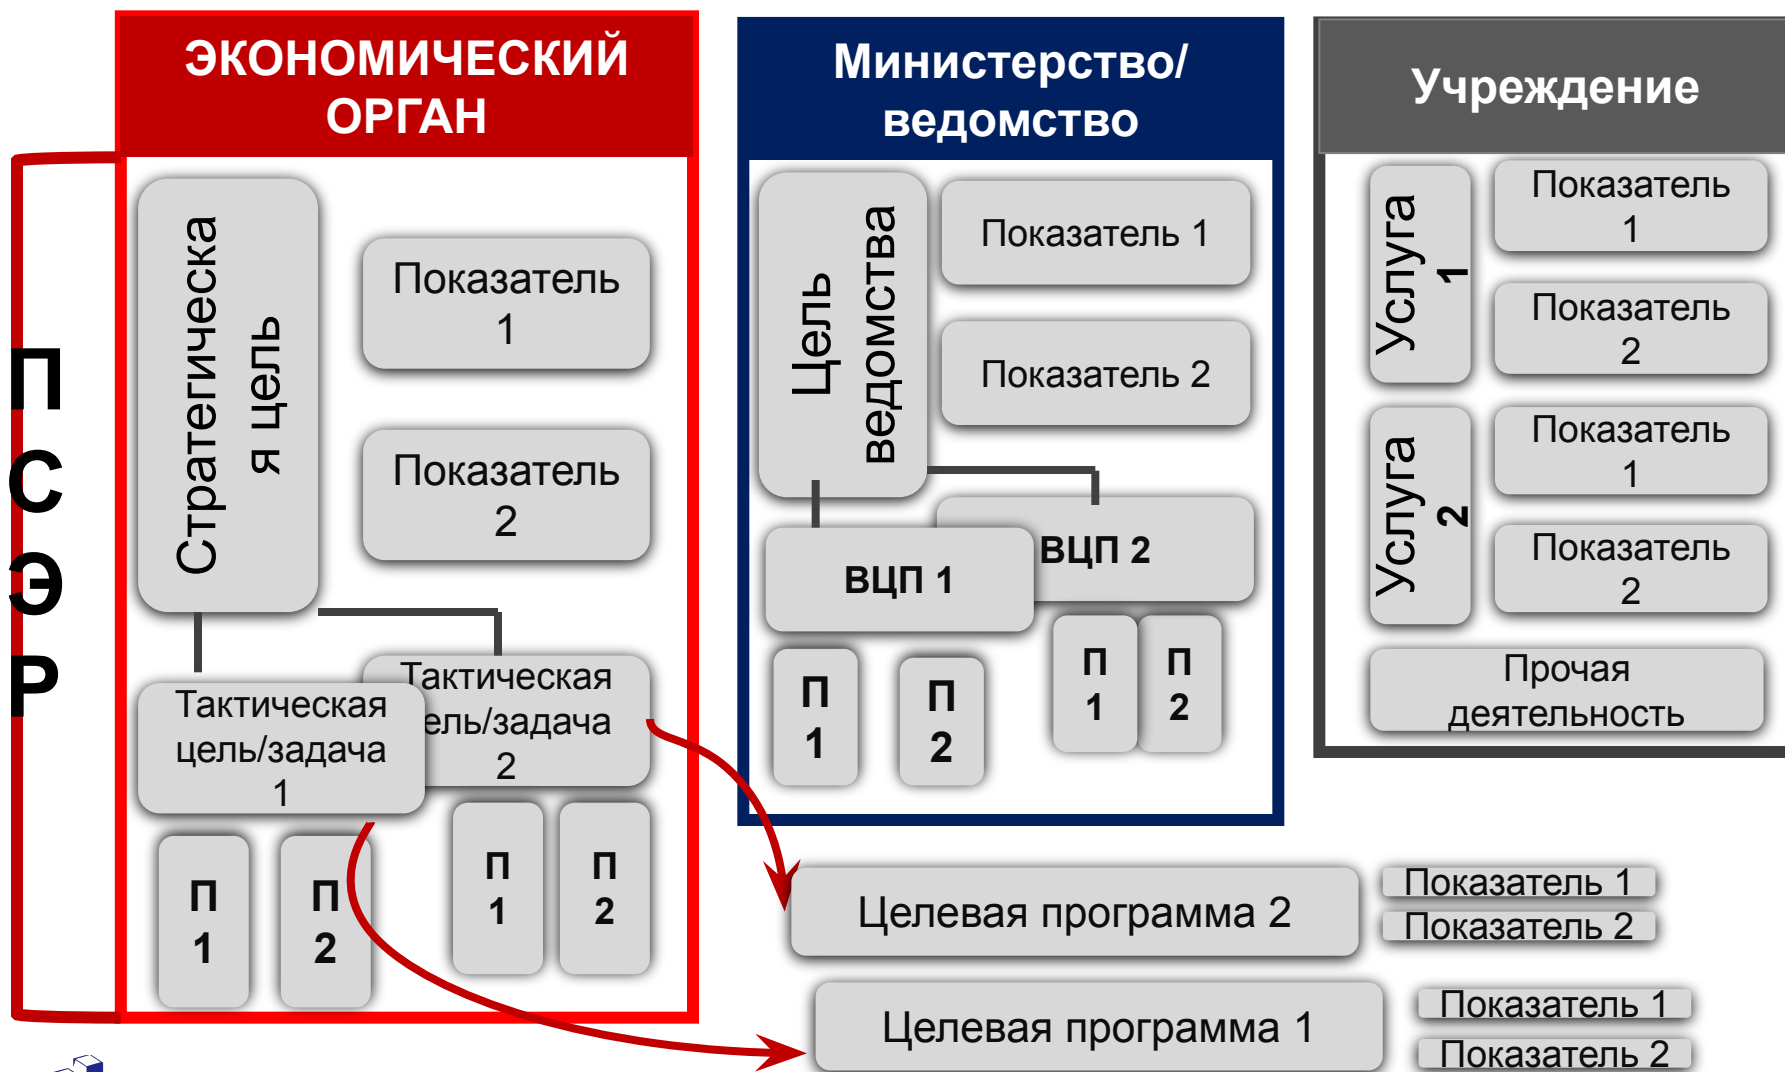 ЭКОНОМИЧЕСКИЙ
ОРГАН
П
С
Э
Р
Стратегическа
я цель
Показатель
1
Показатель
2
Тактическая
цель/задача
1
Тактическая
ель/задача
2
П
1
П
2
П
1
П
2
Министерство/
ведомство
Цель
ведомства
Показатель 1
Показатель 2
ВЦП 1
ВЦП 2
П
1
П
2
П
1
П
2
Учреждение
Услуга
1
Показатель
1
Показатель
2
Услуга
2
Показатель
1
Показатель
2
Прочая
деятельность
Целевая программа 2
Показатель 1
Показатель 2
Целевая программа 1
Показатель 1
Показатель 2